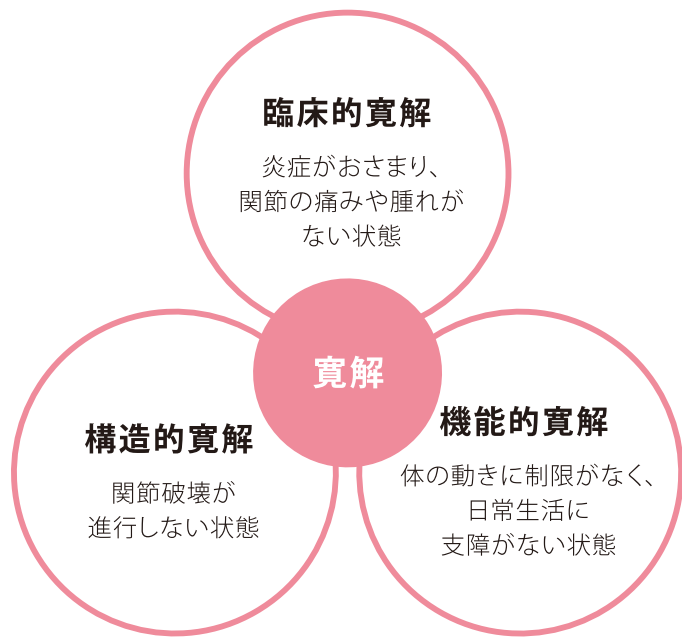 臨床的寛解
炎症がおさまり、
関節の痛みや腫れが
ない状態
寛解
構造的寛解
関節破壊が
進行しない状態
機能的寛解
体の動きに制限がなく、
日常生活に
支障がない状態